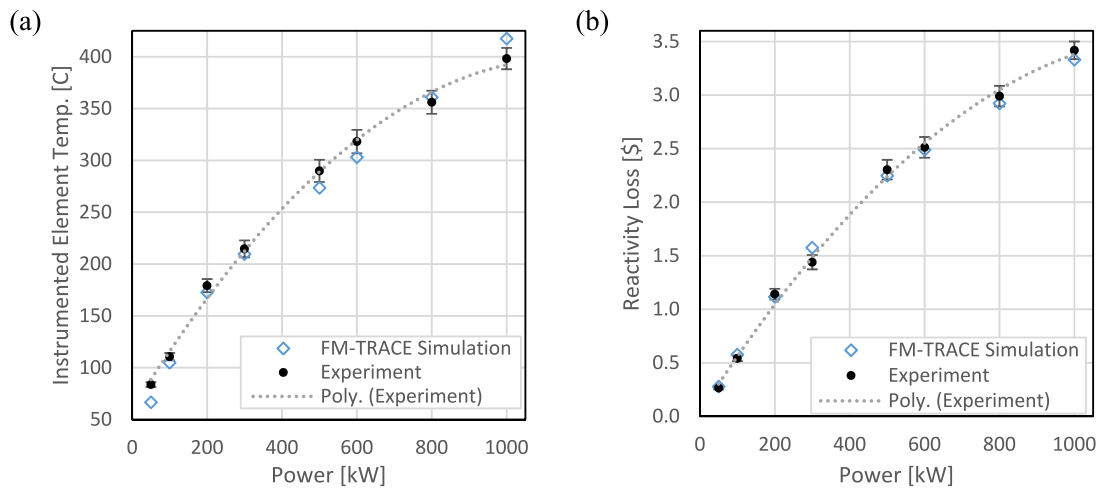 (a)
Instrumented Element Temp. [C]
400
350
300
250
200
150
100
50
FM-TRACE Simulation
Experiment
Poly. (Experiment)
0 200 400 600 800 1000
Power [kW]
(b)
Reactivity Loss [$]
3.5
3.0
2.5
2.0
1.5
1.0
0.5
0.0
FM-TRACE Simulation
Experiment
Poly. (Experiment)
0 200 400 600 800 1000
Power [kW]